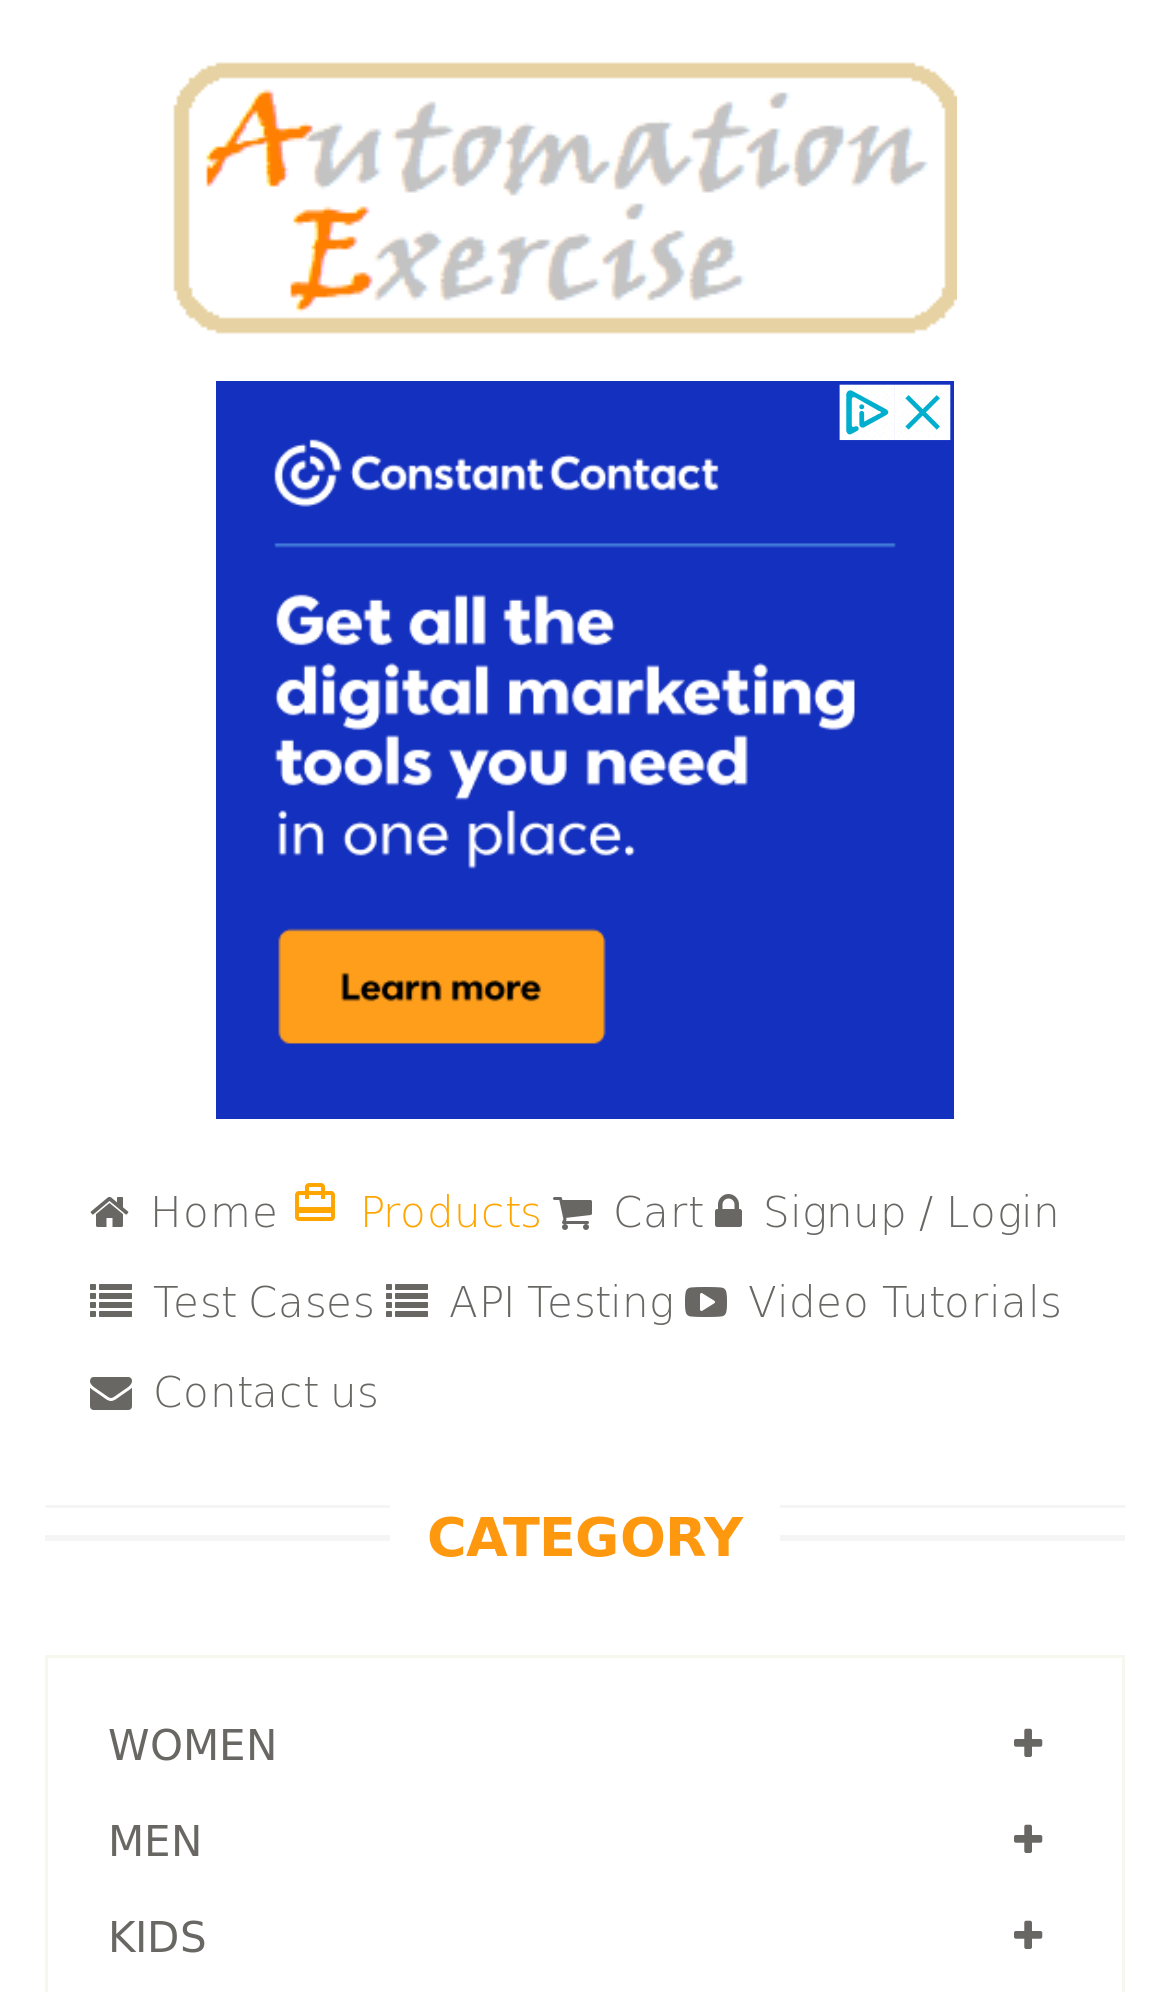 Automation
Exercise
Constant Contact
Get all the
digital marketing
tools you need
in one place.
Learn more
Home Products Cart Signup / Login
Test Cases API Testing Video Tutorials
Contact us
CATEGORY
WOMEN
MEN
KIDS